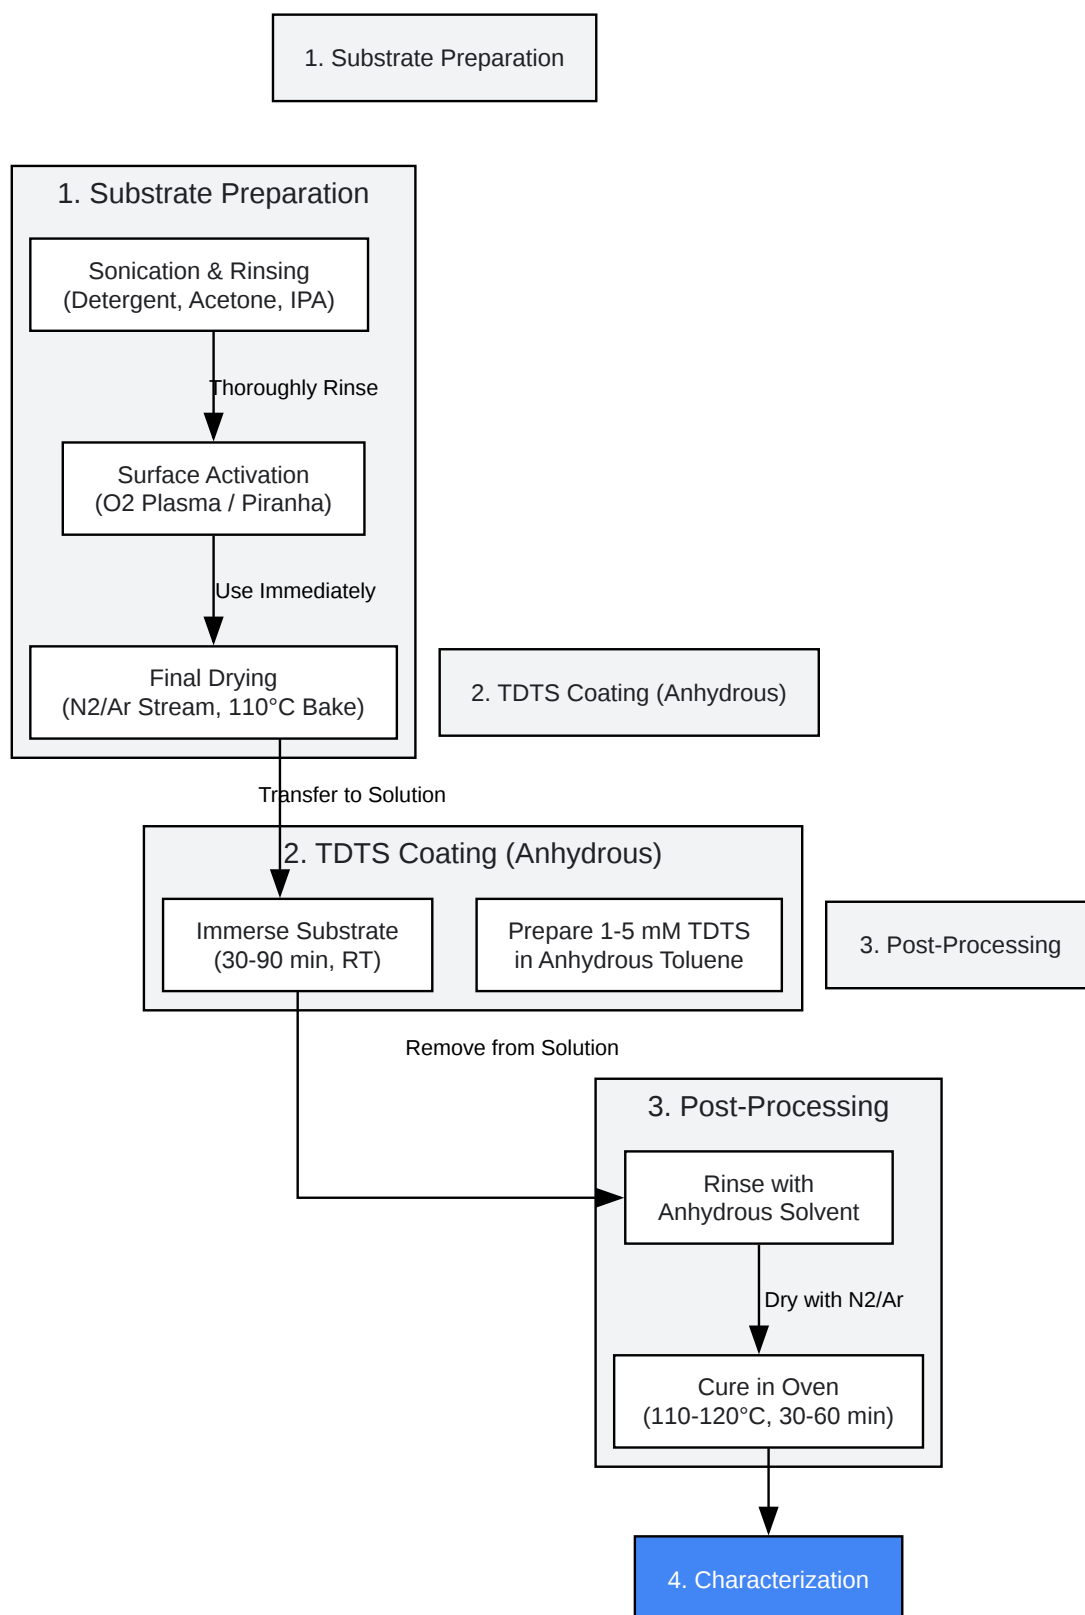 1. Substrate Preparation
1. Substrate Preparation
Sonication & Rinsing
(Detergent, Acetone, IPA)
Thoroughly Rinse
Surface Activation
(O2 Plasma / Piranha)
Use Immediately
Final Drying
(N2/Ar Stream, 110°C Bake)
2. TDTS Coating (Anhydrous)
Transfer to Solution
2. TDTS Coating (Anhydrous)
Immerse Substrate
(30-90 min, RT)
Prepare 1-5 mM TDTS
in Anhydrous Toluene
3. Post-Processing
Remove from Solution
3. Post-Processing
Rinse with
Anhydrous Solvent
Dry with N2/Ar
Cure in Oven
(110-120°C, 30-60 min)
4. Characterization